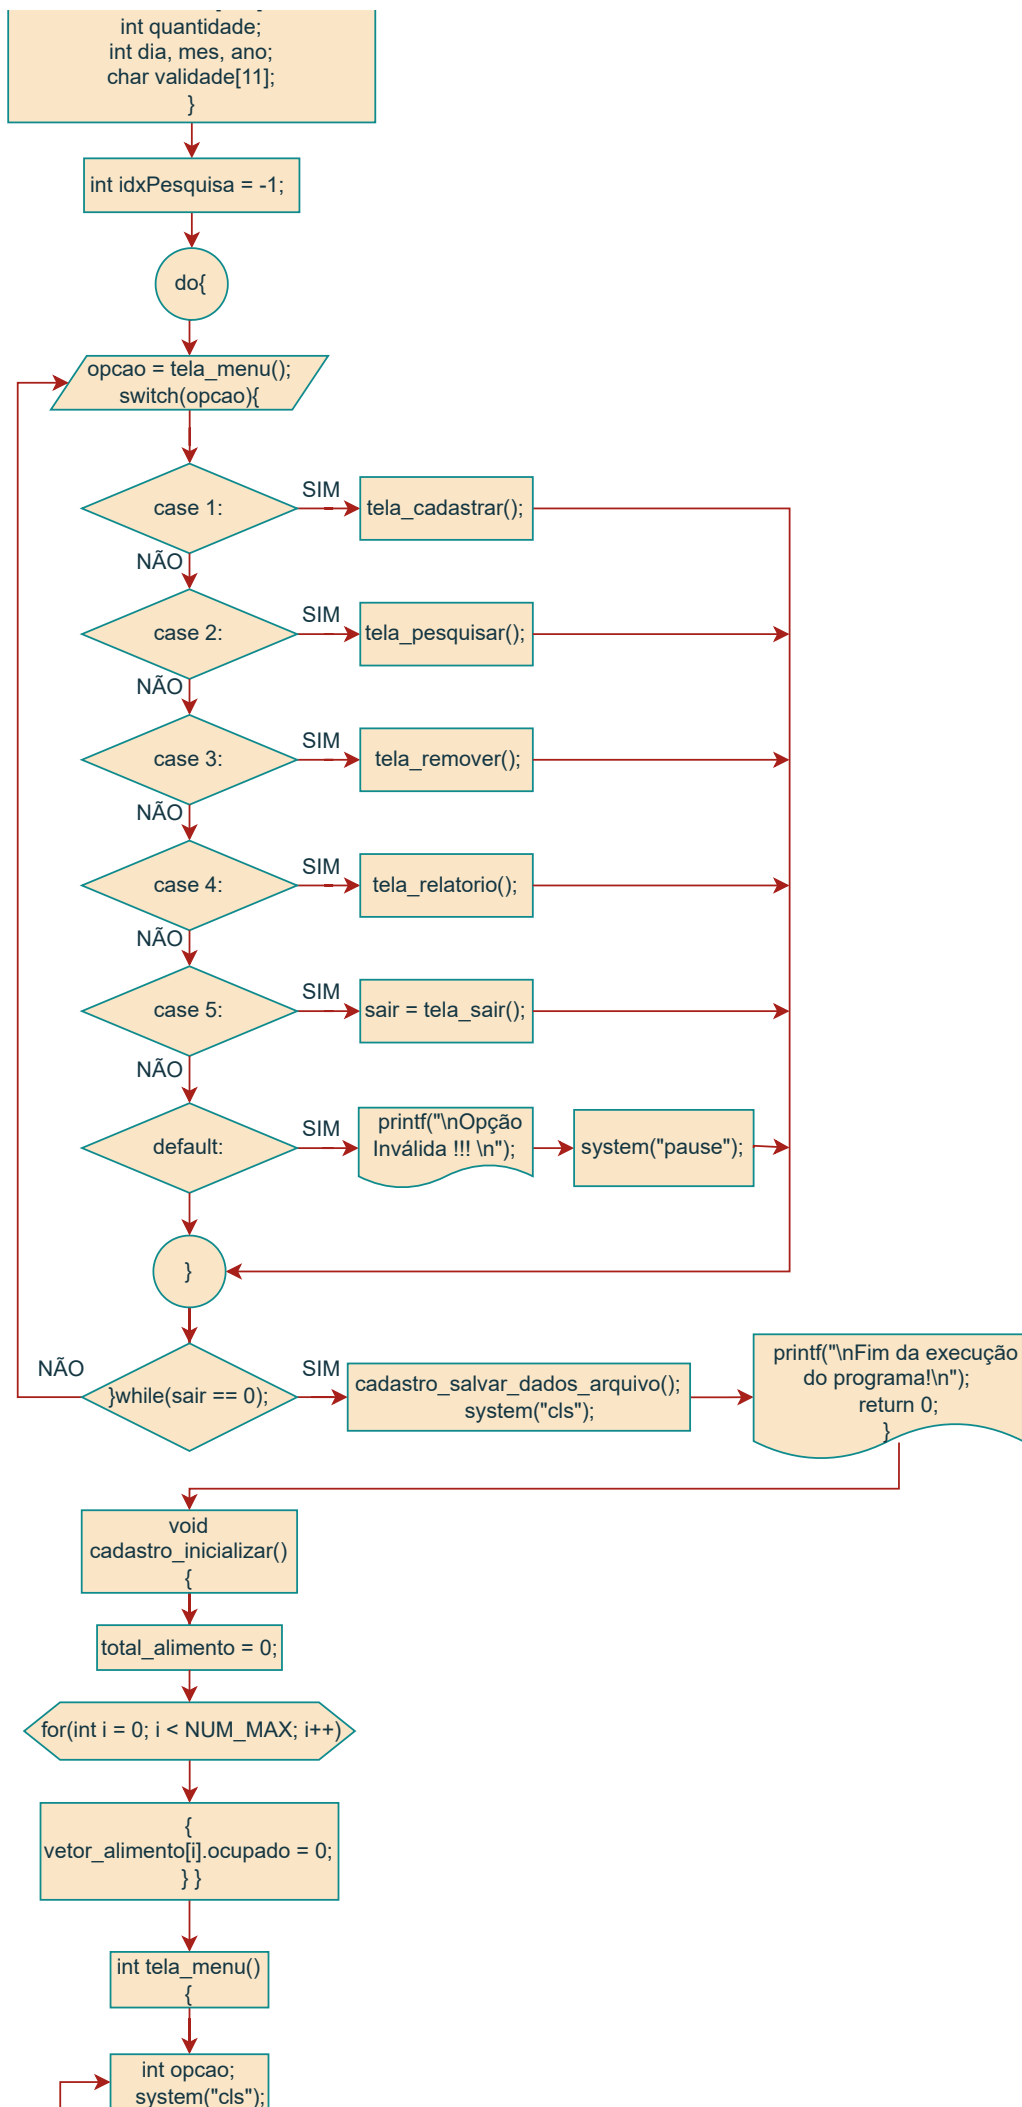 int quantidade;
int dia, mes, ano;
char validade[11];
}
int idxPesquisa = -1;
do{
opcao = tela_menu();
switch(opcao){
case 1:
SIM
tela_cadastrar();
NÃO
case 2:
SIM
tela_pesquisar();
NÃO
case 3:
SIM
tela_remover();
NÃO
case 4:
SIM
tela_relatorio();
NÃO
case 5:
SIM
sair = tela_sair();
NÃO
default:
SIM
printf("\nOpção
Inválida !!! \n");
system("pause");
}
NÃO
}while(sair == 0);
SIM
cadastro_salvar_dados_arquivo();
system("cls");
printf("\nFim da execução
do programa!\n");
return 0;
}
void
cadastro_inicializar()
{
total_alimento = 0;
for(int i = 0; i < NUM_MAX; i++)
{
vetor_alimento[i].ocupado = 0;
} }
int tela_menu()
{
int opcao;
system("cls");